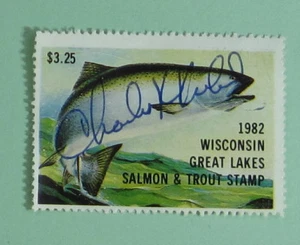 $3.25
1982
WISCONSIN
GREAT LAKES
SALMON & TROUT STAMP